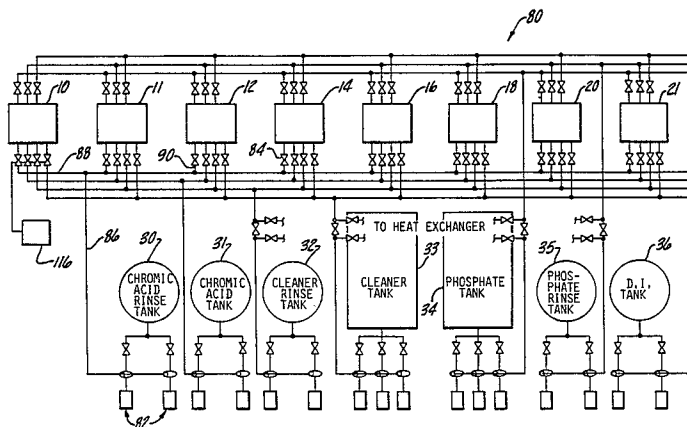 80
10
11
12
14
16
18
20
21
88
90
84
86
116
30
31
32
33
34
35
36
TO HEAT EXCHANGER
CHROMIC
ACID RINSE
TANK
CHROMIC
ACID
TANK
CLEANER
RINSE
TANK
CLEANER
TANK
PHOSPHATE
TANK
PHOS-
PHATE
RINSE
TANK
D.I.
TANK
82